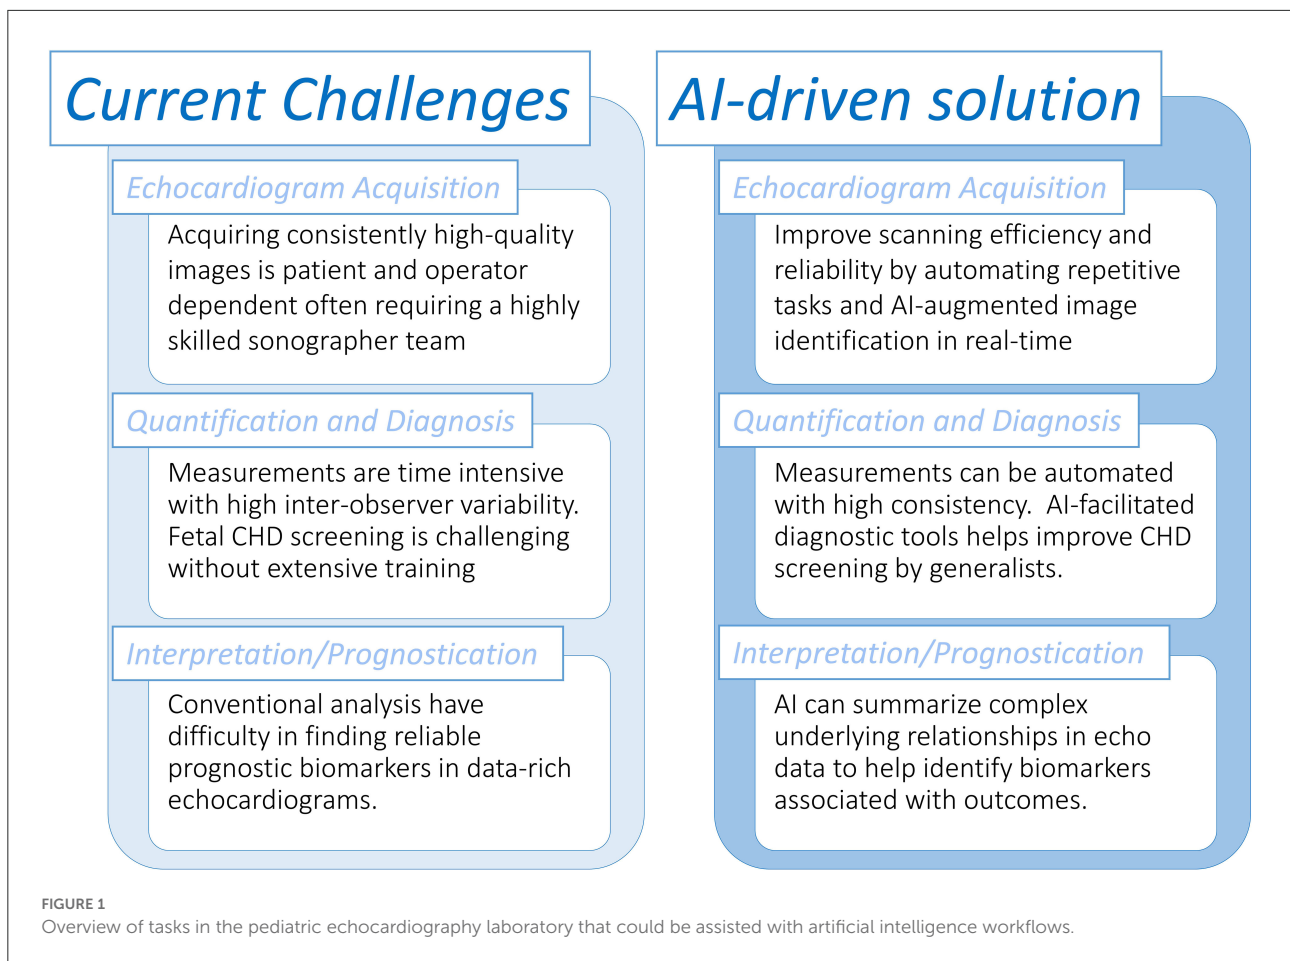 Current Challenges
Echocardiogram Acquisition
Acquiring consistently high-quality
images is patient and operator
dependent often requiring a highly
skilled sonographer team
Quantification and Diagnosis
Measurements are time intensive
with high inter-observer variability.
Fetal CHD screening is challenging
without extensive training
Interpretation/Prognostication
Conventional analysis have
difficulty in finding reliable
prognostic biomarkers in data-rich
echocardiograms.
AI-driven solution
Echocardiogram Acquisition
Improve scanning efficiency and
reliability by automating repetitive
tasks and AI-augmented image
identification in real-time
Quantification and Diagnosis
Measurements can be automated
with high consistency.  AI-facilitated
diagnostic tools helps improve CHD
screening by generalists.
Interpretation/Prognostication
AI can summarize complex
underlying relationships in echo
data to help identify biomarkers
associated with outcomes.
FIGURE 1
Overview of tasks in the pediatric echocardiography laboratory that could be assisted with artificial intelligence workflows.